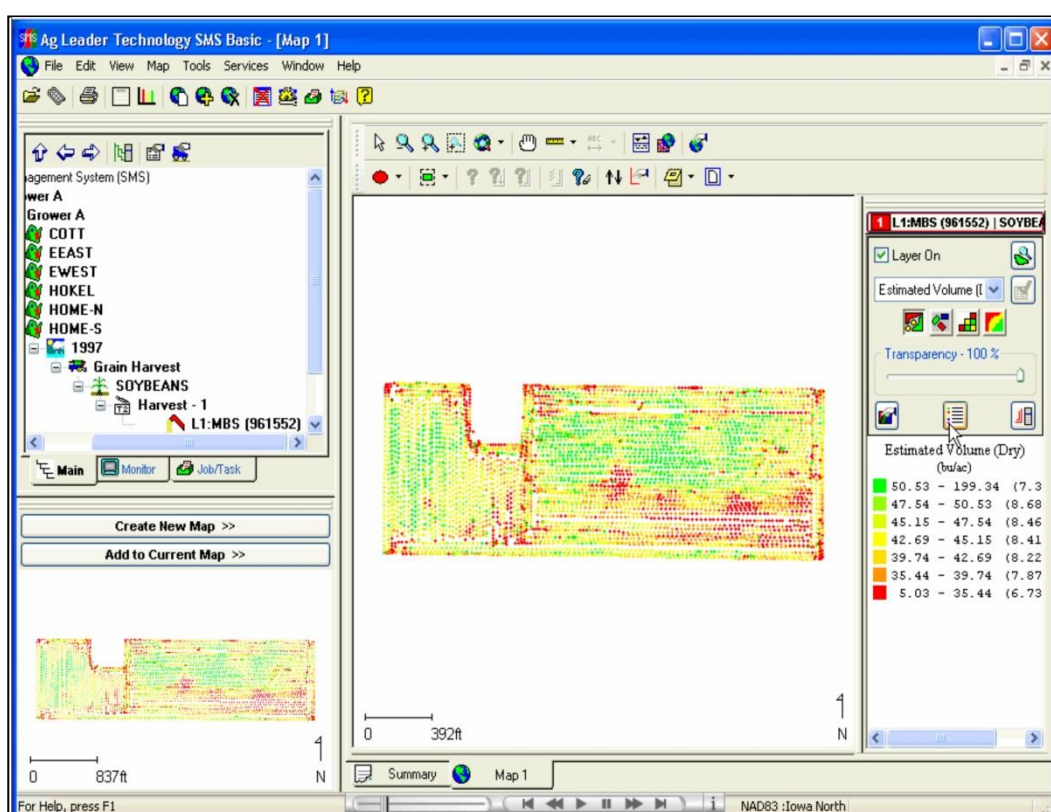 SMS Ag Leader Technology SMS Basic - [Map 1]
File Edit View Map Tools Services Window Help
agement System (SMS)
wer A
Grower A
COTT
EEAST
EWEST
HOKEL
HOME-N
HOME-S
1997
Grain Harvest
SOYBEANS
Harvest - 1
L1:MBS (961552)
Main Monitor Job/Task
Create New Map >>
Add to Current Map >>
0 837ft N
ABC
0 392ft N
Summary Map 1
1 L1:MBS (961552) | SOYBEA
Layer On
Estimated Volume ([
Transparency - 100 %
Estimated Volume (Dry)
(bu/ac)
50.53 - 199.34 (7.3
47.54 - 50.53 (8.68
45.15 - 47.54 (8.46
42.69 - 45.15 (8.41
39.74 - 42.69 (8.22
35.44 - 39.74 (7.87
5.03 - 35.44 (6.73
For Help, press F1 NAD83 :Iowa North